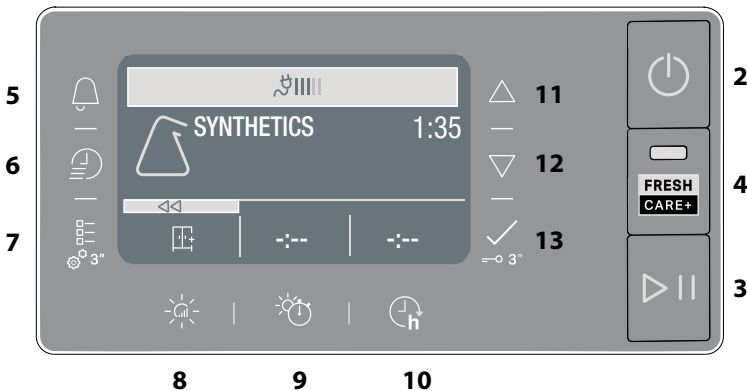 5
6
7
SYNTHETICS 1:35
-:-- -:--
3"
h
3"
11
12
13
FRESH
CARE+
2
4
3
8 9 10